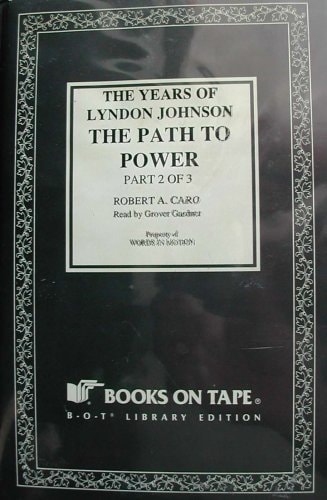 THE YEARS OF
LYNDON JOHNSON
THE PATH TO
POWER
PART 2 OF 3
ROBERT A. CARO
Read by Grover Gardner
Property of
WORDS IN MOTION
BOOKS ON TAPE®
B·O·T® LIBRARY EDITION